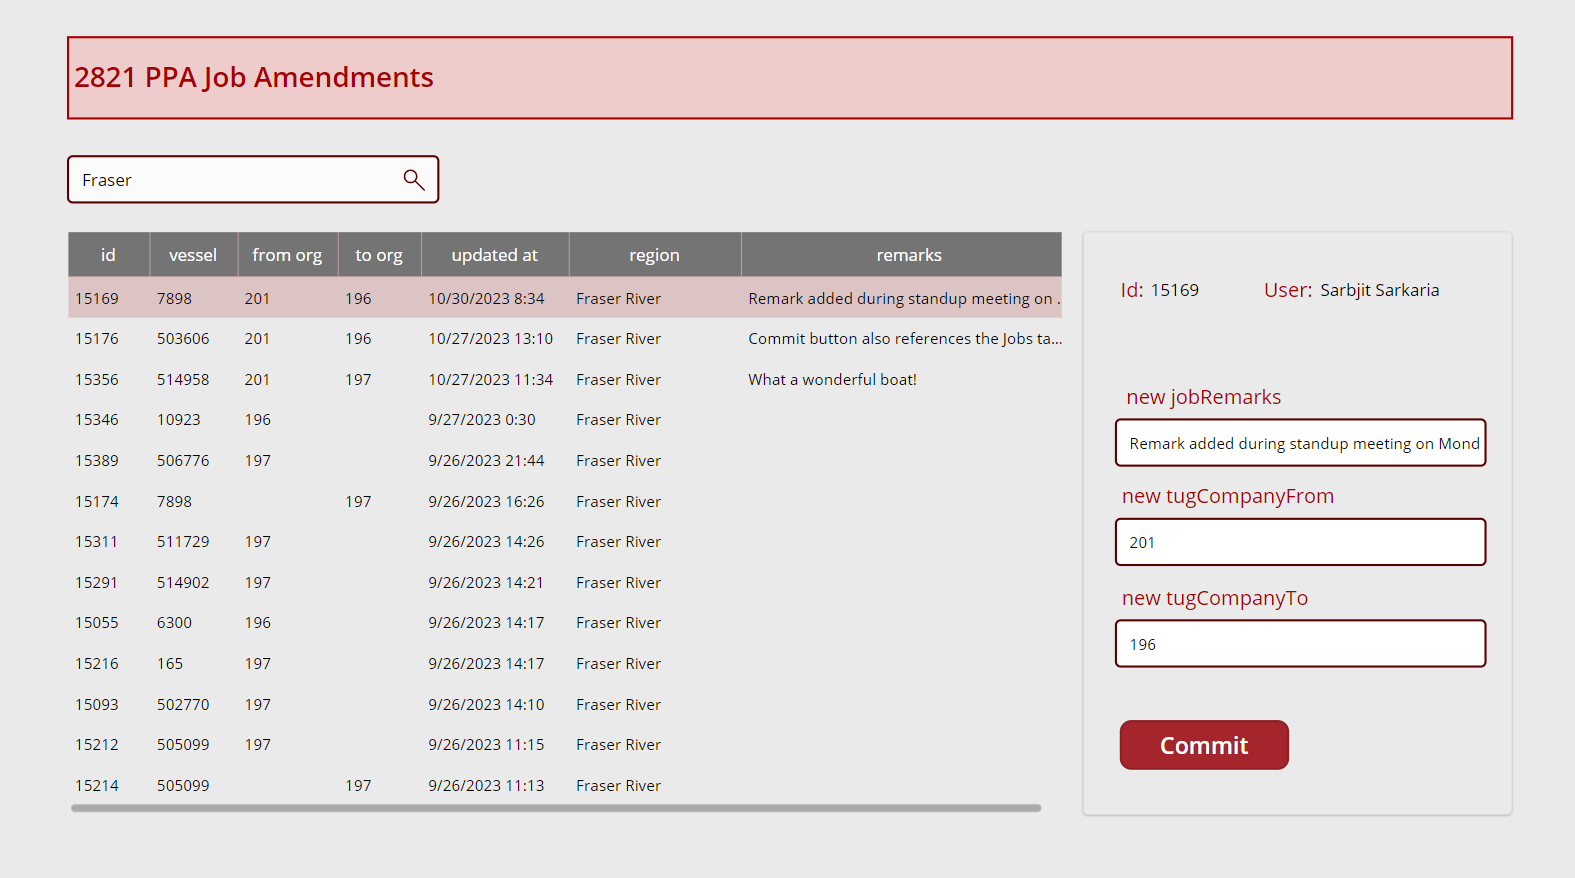 2821 PPA Job Amendments
Fraser
id vessel from org to org updated at region remarks
15169 7898 201 196 10/30/2023 8:34 Fraser River Remark added during standup meeting on .
15176 503606 201 196 10/27/2023 13:10 Fraser River Commit button also references the Jobs ta...
15356 514958 201 197 10/27/2023 11:34 Fraser River What a wonderful boat!
15346 10923 196 9/27/2023 0:30 Fraser River
15389 506776 197 9/26/2023 21:44 Fraser River
15174 7898 197 9/26/2023 16:26 Fraser River
15311 511729 197 9/26/2023 14:26 Fraser River
15291 514902 197 9/26/2023 14:21 Fraser River
15055 6300 196 9/26/2023 14:17 Fraser River
15216 165 197 9/26/2023 14:17 Fraser River
15093 502770 197 9/26/2023 14:10 Fraser River
15212 505099 197 9/26/2023 11:15 Fraser River
15214 505099 197 9/26/2023 11:13 Fraser River
Id: 15169 User: Sarbjit Sarkaria
new jobRemarks
Remark added during standup meeting on Mond
new tugCompanyFrom
201
new tugCompanyTo
196
Commit